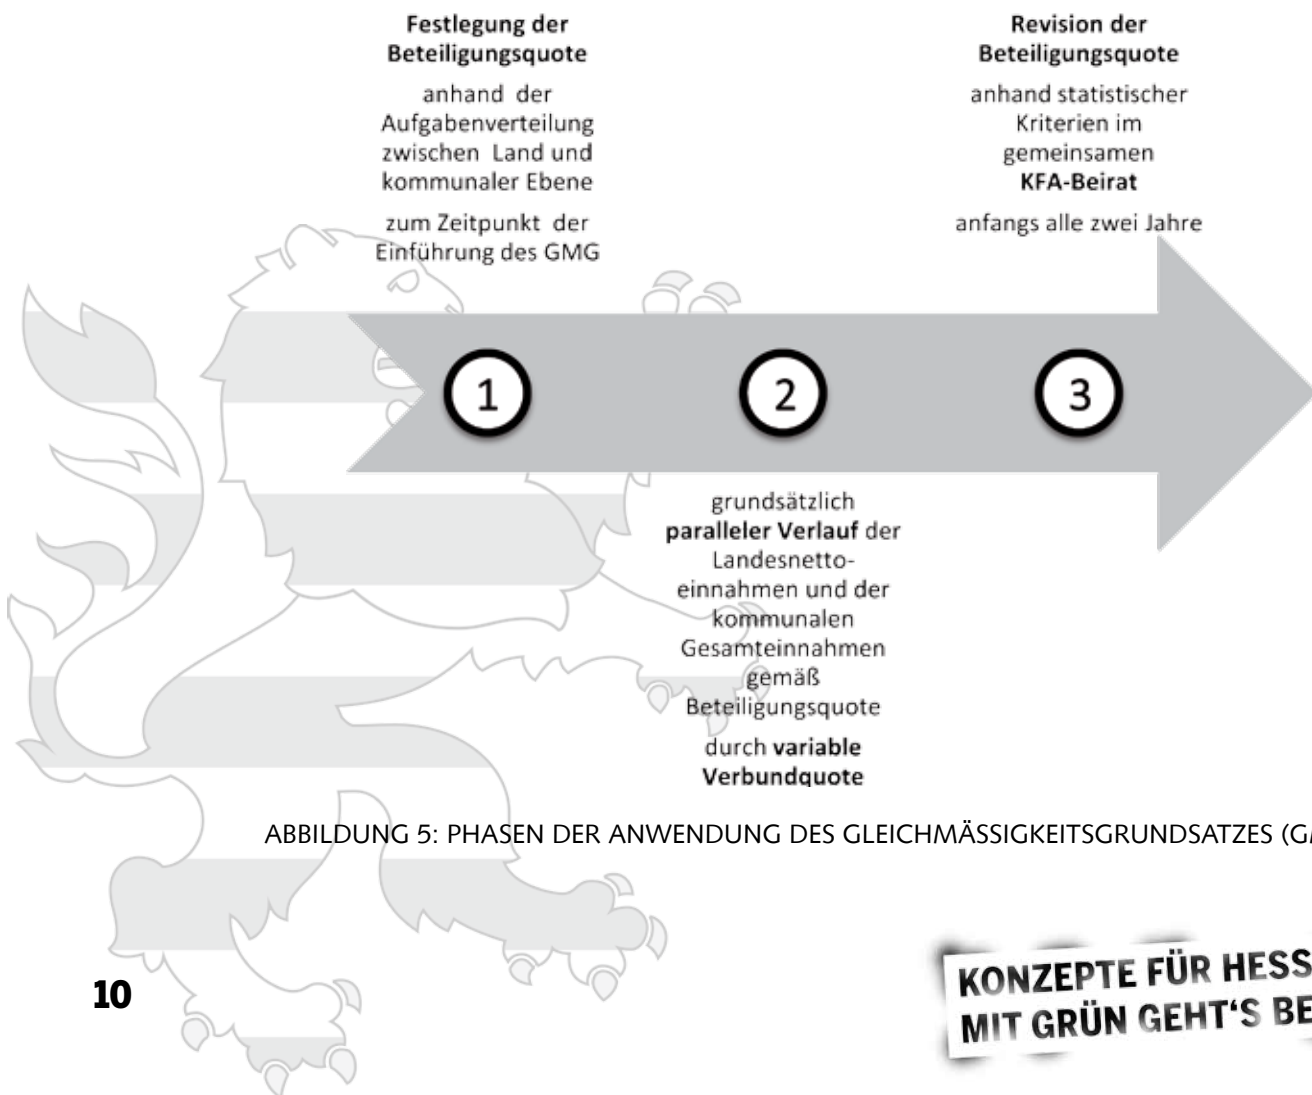 Festlegung der
Beteiligungsquote
anhand der
Aufgabenverteilung
zwischen Land und
kommunaler Ebene
zum Zeitpunkt der
Einführung des GMG
Revision der
Beteiligungsquote
anhand statistischer
Kriterien im
gemeinsamen
KFA-Beirat
anfangs alle zwei Jahre
1
2
3
grundsätzlich
paralleler Verlauf der
Landesnetto-
einnahmen und der
kommunalen
Gesamteinnahmen
gemäß
Beteiligungsquote
durch variable
Verbundquote
ABBILDUNG 5: PHASEN DER ANWENDUNG DES GLEICHMÄSSIGKEITSGRUNDSATZES
10
KONZEPTE FÜR
MIT GRÜN GEHT'S